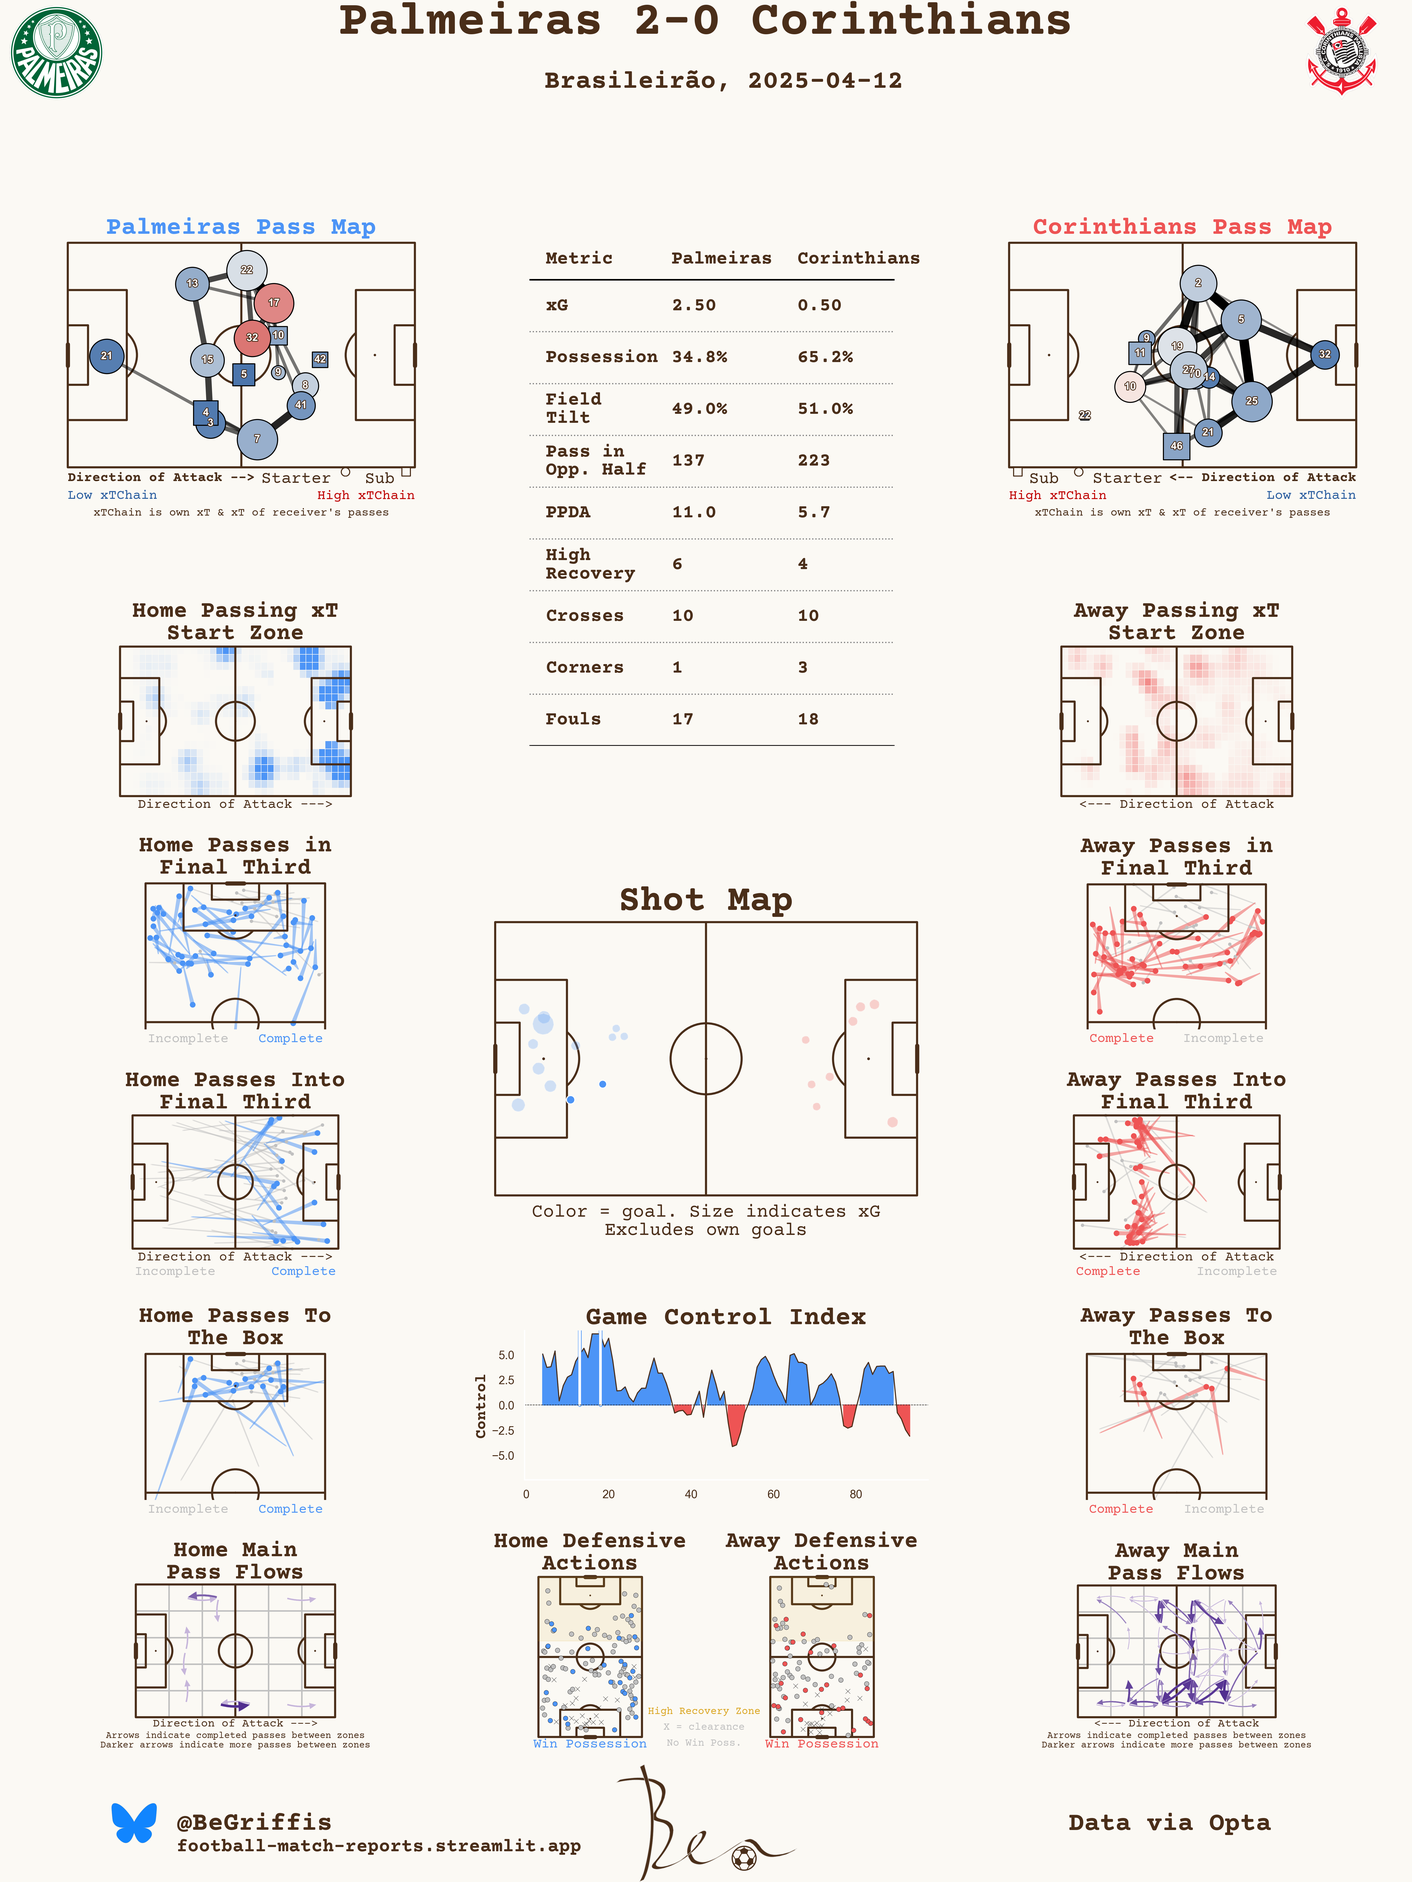 Palmeiras 2-0 Corinthians
Brasileirão, 2025-04-12
PALMEIRAS
Palmeiras Pass Map
22
13
17
32
10
21
15
42
5
9
8
41
4
3
7
Direction of Attack --> Starter Sub
Low xTChain High xTChain
xTChain is own xT & xT of receiver's passes
Metric Palmeiras Corinthians
xG 2.50 0.50
Possession 34.8% 65.2%
Field
Tilt 49.0% 51.0%
Pass in
Opp. Half 137 223
PPDA 11.0 5.7
High
Recovery 6 4
Crosses 10 10
Corners 1 3
Fouls 17 18
Corinthians Pass Map
2
5
9
19
11
32
27
70
14
10
25
22
21
46
Sub Starter <-- Direction of Attack
High xTChain Low xTChain
xTChain is own xT & xT of receiver's passes
Home Passing xT
Start Zone
Direction of Attack --->
Away Passing xT
Start Zone
<--- Direction of Attack
Home Passes in
Final Third
Incomplete Complete
Away Passes in
Final Third
Complete Incomplete
Shot Map
Color = goal. Size indicates xG
Excludes own goals
Home Passes Into
Final Third
Direction of Attack --->
Incomplete Complete
Away Passes Into
Final Third
<--- Direction of Attack
Complete Incomplete
Home Passes To
The Box
Incomplete Complete
Game Control Index
Control
5.0
2.5
0.0
−2.5
−5.0
0 20 40 60 80
Away Passes To
The Box
Complete Incomplete
Home Main
Pass Flows
Direction of Attack --->
Arrows indicate completed passes between zones
Darker arrows indicate more passes between zones
Home Defensive
Actions
Win Possession
High Recovery Zone
X = clearance
No Win Poss.
Away Defensive
Actions
Win Possession
Away Main
Pass Flows
<--- Direction of Attack
Arrows indicate completed passes between zones
Darker arrows indicate more passes between zones
@BeGriffis
football-match-reports.streamlit.app
Ben
Data via Opta